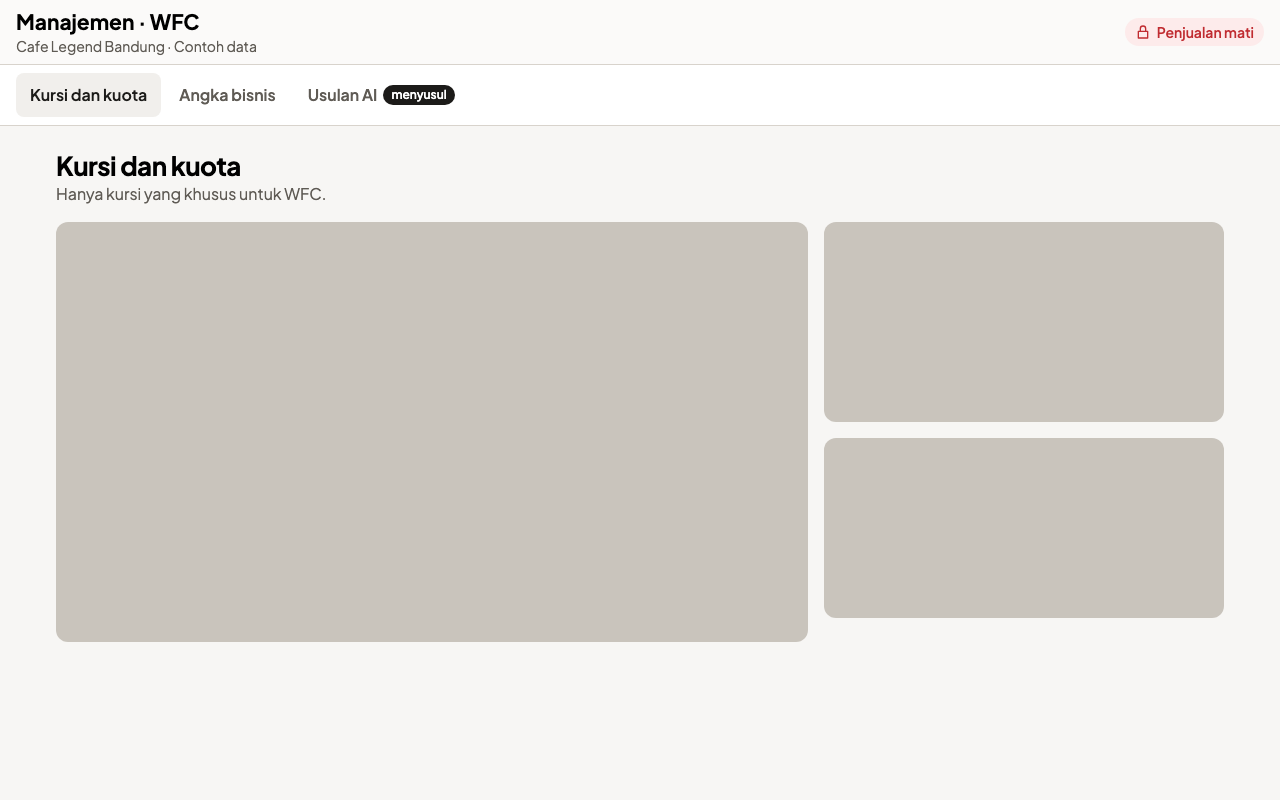 Manajemen · WFC
Cafe Legend Bandung · Contoh data
Penjualan mati
Kursi dan kuota
Angka bisnis
Usulan AI
menyusul
Kursi dan kuota
Hanya kursi yang khusus untuk WFC.